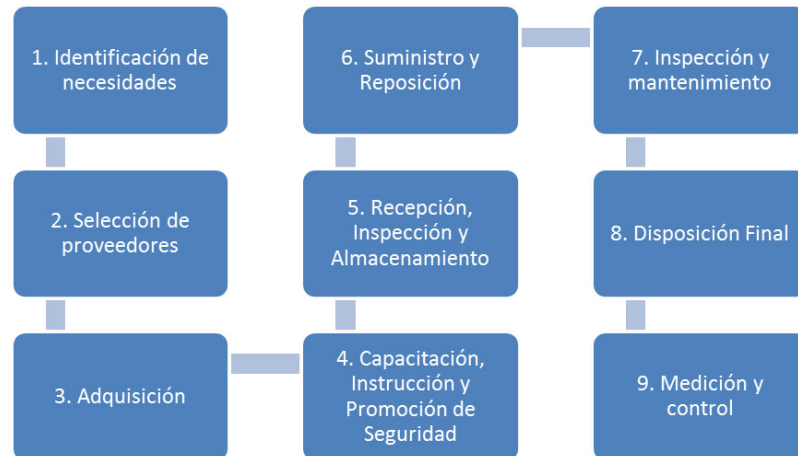 1. Identificación de
necesidades
2. Selección de
proveedores
3. Adquisición
4. Capacitación,
Instrucción y
Promoción de
Seguridad
5. Recepción,
Inspección y
Almacenamiento
6. Suministro y
Reposición
7. Inspección y
mantenimiento
8. Disposición Final
9. Medición y
control